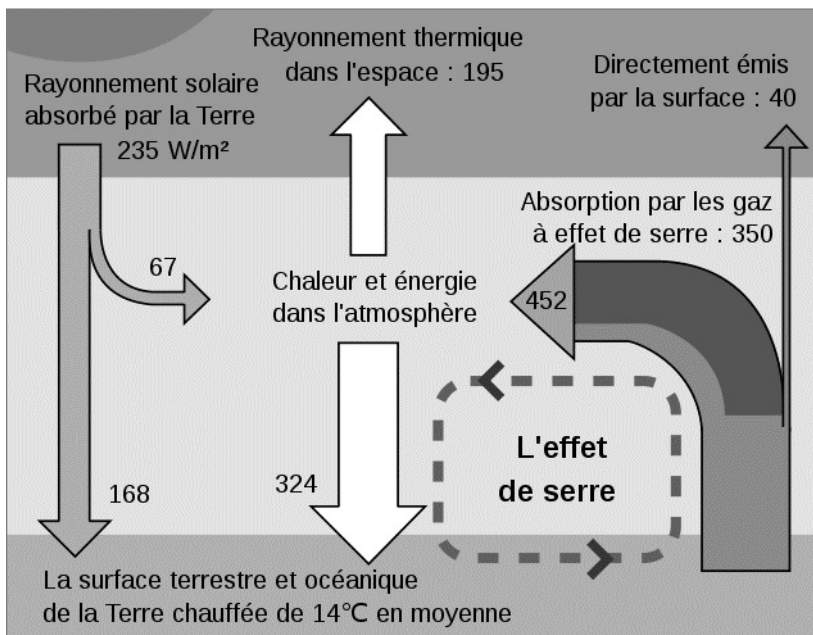 Rayonnement solaire
absorbé par la Terre
235 W/m²
Rayonnement thermique
dans l'espace : 195
Directement émis
par la surface : 40
Absorption par les gaz
à effet de serre : 350
67
Chaleur et énergie
dans l'atmosphère
452
L'effet
de serre
168
324
La surface terrestre et océanique
de la Terre chauffée de 14℃ en moyenne